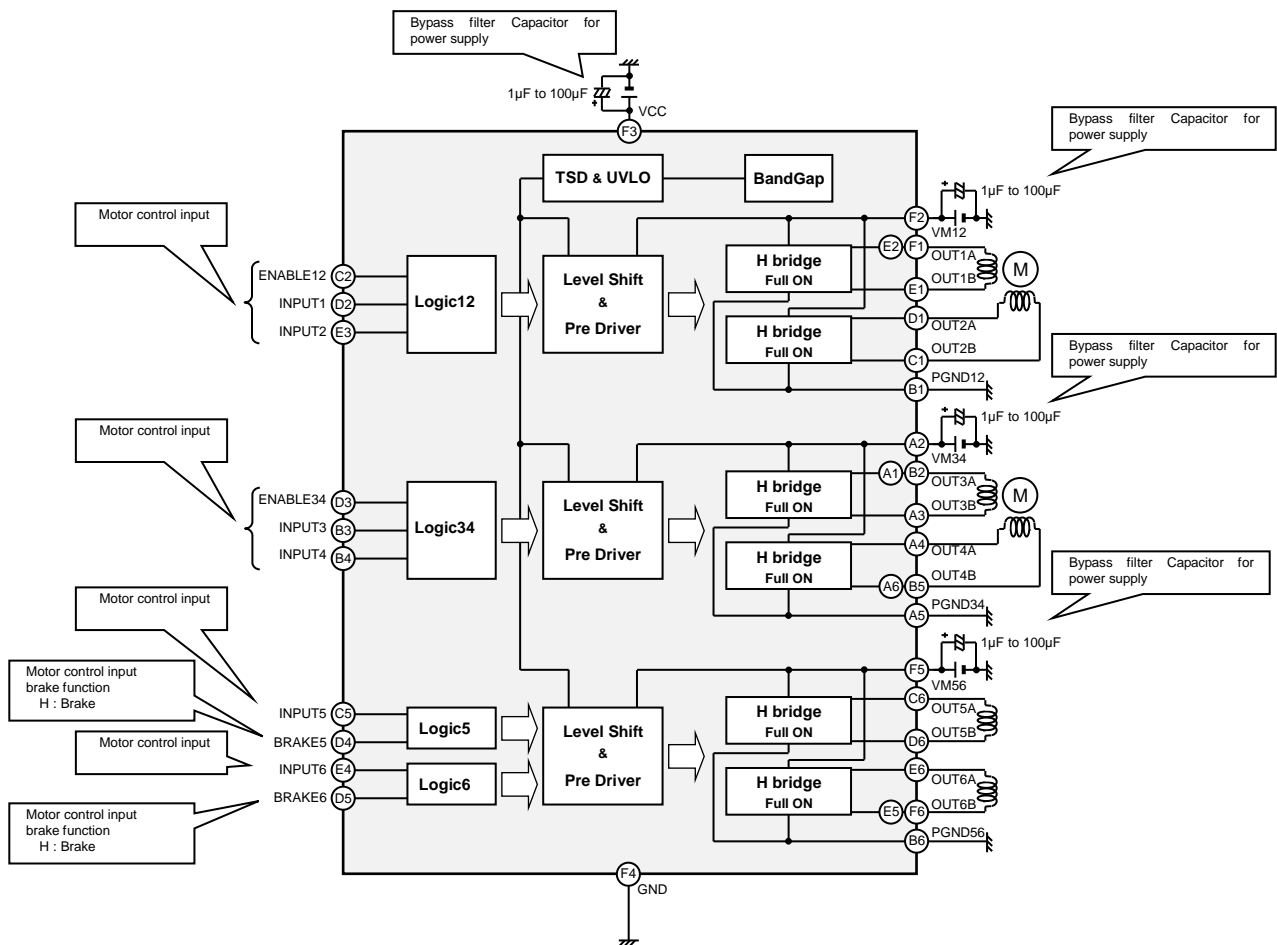 Bypass filter Capacitor for
power supply
1µF to 100µF
+
VCC
F3
Bypass filter Capacitor for
power supply
TSD & UVLO
BandGap
+
1µF to 100µF
Motor control input
F2
VM12
H bridge
Full ON
E2
F1
OUT1A
M
ENABLE12
C2
Logic12
Level Shift
&
Pre Driver
OUT1B
E1
INPUT1
D2
INPUT2
E3
H bridge
Full ON
D1
OUT2A
C1
OUT2B
Bypass filter Capacitor for
power supply
B1
PGND12
+
1µF to 100µF
Motor control input
A2
VM34
H bridge
Full ON
A1
B2
OUT3A
M
ENABLE34
D3
Logic34
Level Shift
&
Pre Driver
OUT3B
A3
INPUT3
B3
INPUT4
B4
H bridge
Full ON
A4
OUT4A
A6
B5
OUT4B
Bypass filter Capacitor for
power supply
Motor control input
A5
PGND34
+
1µF to 100µF
F5
VM56
Motor control input
brake function
H : Brake
INPUT5
C5
Logic5
Level Shift
&
Pre Driver
H bridge
Full ON
C6
OUT5A
OUT5B
D6
BRAKE5
D4
Motor control input
INPUT6
E4
Logic6
H bridge
Full ON
E6
OUT6A
BRAKE6
D5
E5
F6
OUT6B
Motor control input
brake function
H : Brake
B6
PGND56
F4
GND